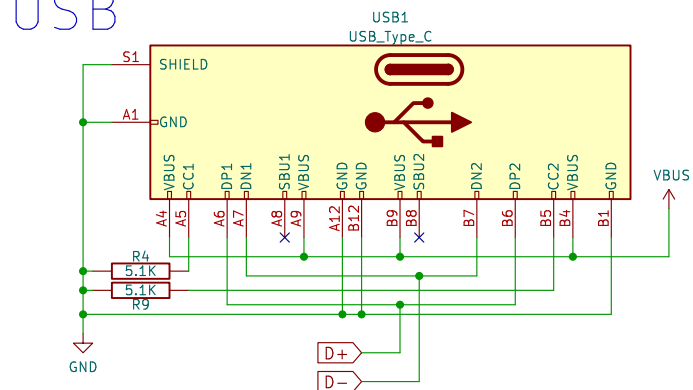 USB
USB1
USB_Type_C
S1
SHIELD
A1
GND
VBUS
CC1
DP1
DN1
SBU1
VBUS
GND
GND
VBUS
SBU2
DN2
DP2
CC2
VBUS
GND
VBUS
A4
A5
A6
A7
A8
A9
A12
B12
B9
B8
B7
B6
B5
B4
B1
R4
5.1K
5.1K
R9
GND
D+
D-